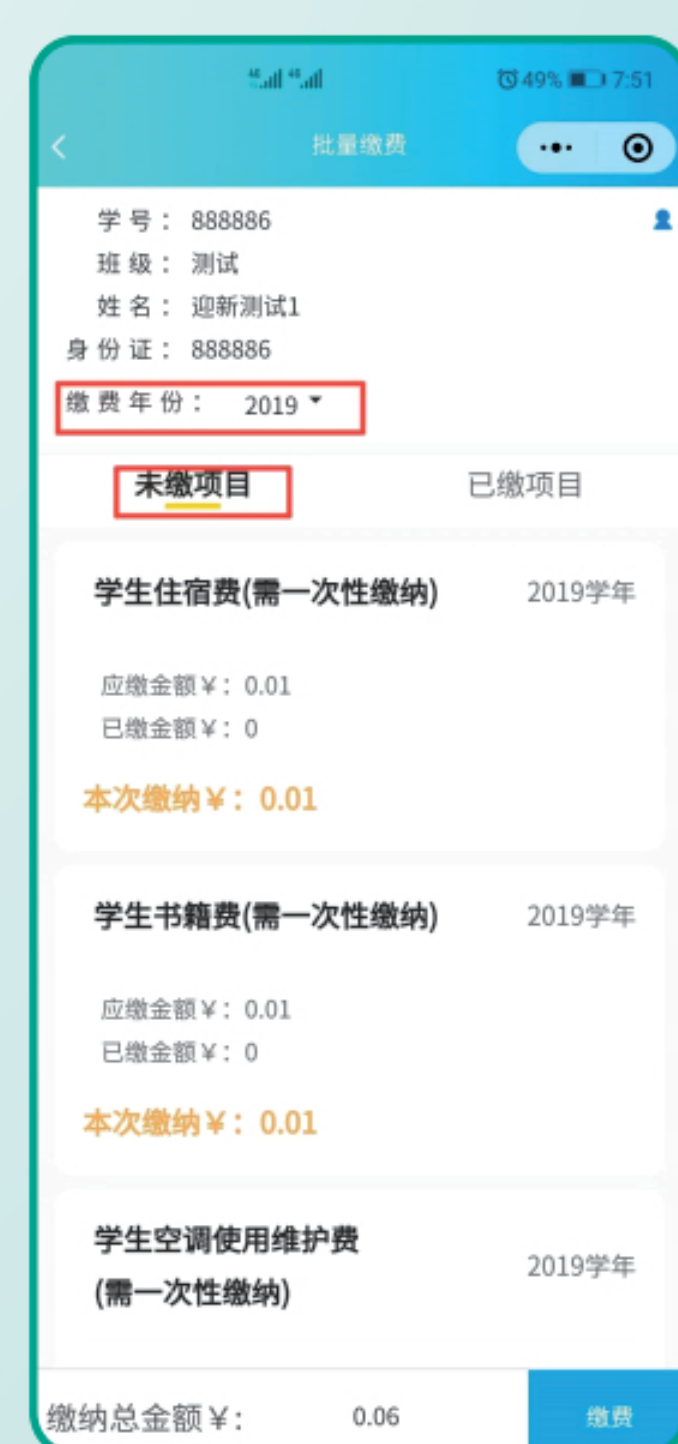 46 46 49% 7:51
批量缴费
学号： 888886
班级： 测试
姓名： 迎新测试1
身份证： 888886
缴费年份： 2019
未缴项目 已缴项目
学生住宿费(需一次性缴纳) 2019学年
应缴金额¥：0.01
已缴金额¥：0
本次缴纳¥：0.01
学生书籍费(需一次性缴纳) 2019学年
应缴金额¥：0.01
已缴金额¥：0
本次缴纳¥：0.01
学生空调使用维护费
(需一次性缴纳) 2019学年
缴纳总金额¥: 0.06 缴费